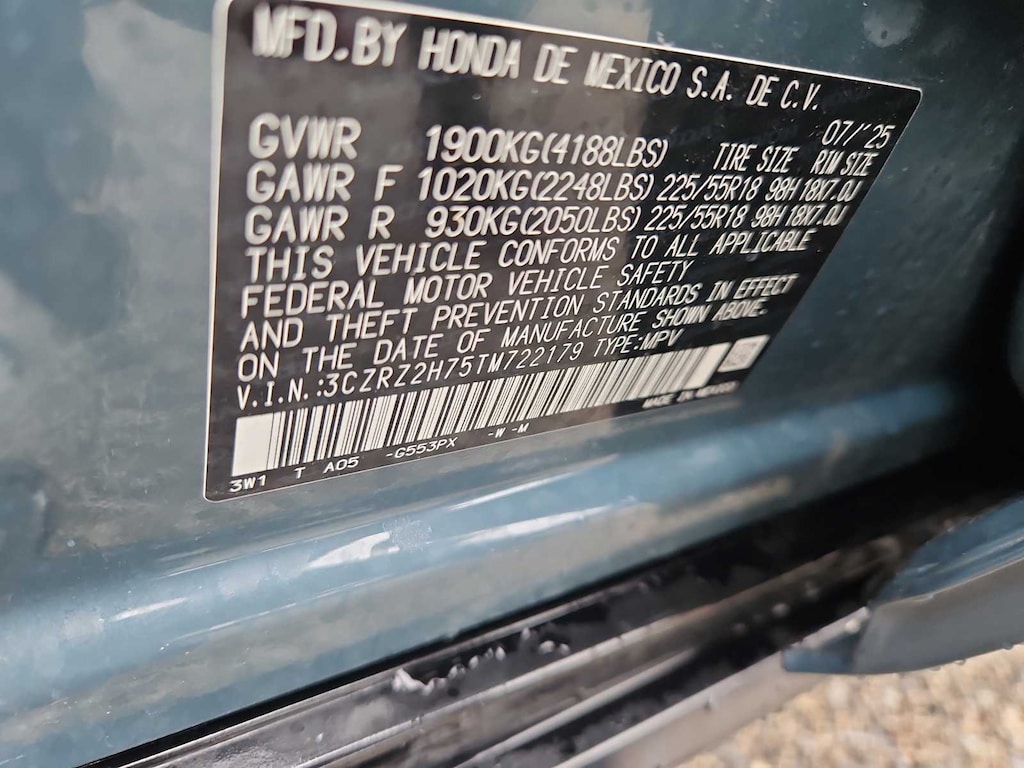 MFD. BY HONDA DE MEXICO S.A. DE C.V.
07/'25
GVWR 1900KG(4188LBS) TIRE SIZE RIM SIZE
GAWR F 1020KG(2248LBS) 225/55R18 98H 18X7.0J
GAWR R 930KG(2050LBS) 225/55R18 98H 18X7.0J
THIS VEHICLE CONFORMS TO ALL APPLICABLE
FEDERAL MOTOR VEHICLE SAFETY
AND THEFT PREVENTION STANDARDS IN EFFECT
ON THE DATE OF MANUFACTURE SHOWN ABOVE.
V.I.N.:3CZRZ2H75TM722179 TYPE:MPV
MADE IN
3W1 T A05 -G553PX -W -M